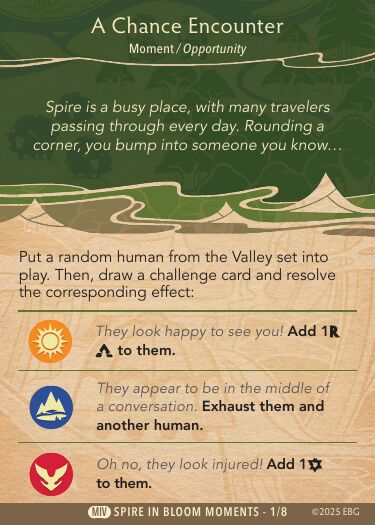 A Chance Encounter
Moment / Opportunity
Spire is a busy place, with many travelers
passing through every day. Rounding a
corner, you bump into someone you know…
Put a random human from the Valley set into
play. Then, draw a challenge card and resolve
the corresponding effect:
They look happy to see you! Add 1
to them.
They appear to be in the middle of
a conversation. Exhaust them and
another human.
Oh no, they look injured! Add 1
to them.
MIV SPIRE IN BLOOM MOMENTS - 1/8 ©2025 EBG